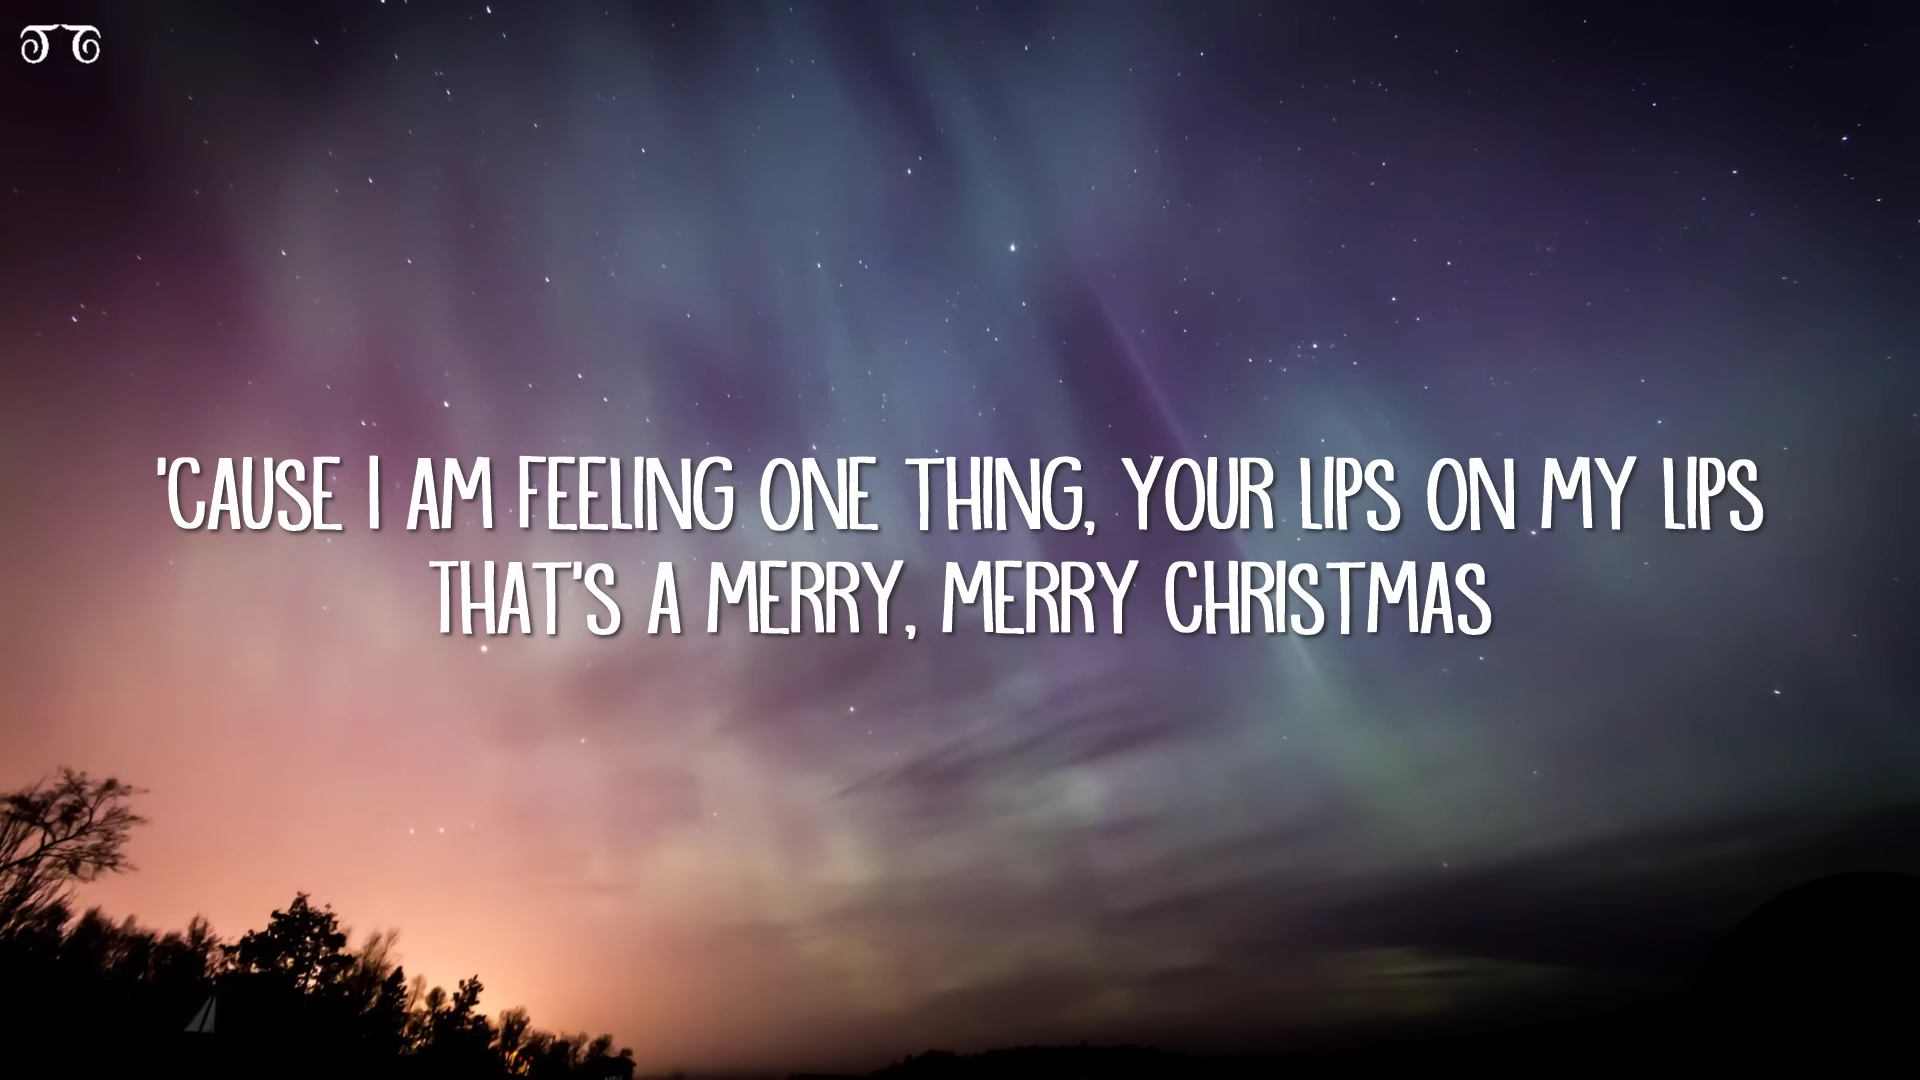 'CAUSE I AM FEELING ONE THING, YOUR LIPS ON MY LIPS
THAT'S A MERRY, MERRY CHRISTMAS